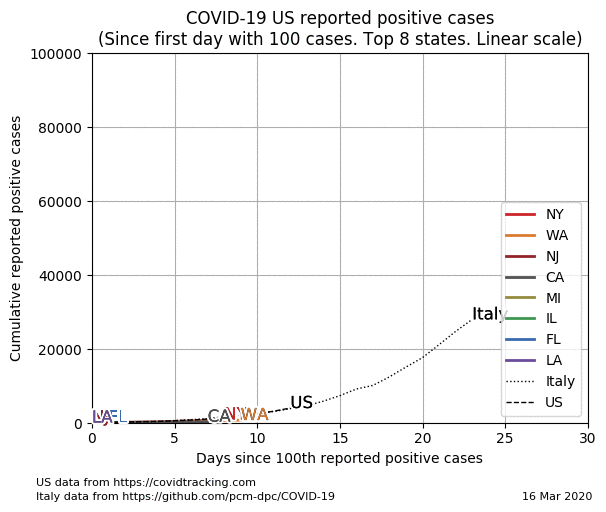 COVID-19 US reported positive cases
(Since first day with 100 cases. Top 8 states. Linear scale)
Cumulative reported positive cases
100000
80000
60000
40000
20000
0
NY
WA
NJ
CA
MI
IL
FL
LA
Italy
US
Italy
US
LA
FL
CA
NY
WA
0 5 10 15 20 25 30
Days since 100th reported positive cases
US data from https://covidtracking.com
Italy data from https://github.com/pcm-dpc/COVID-19
16 Mar 2020